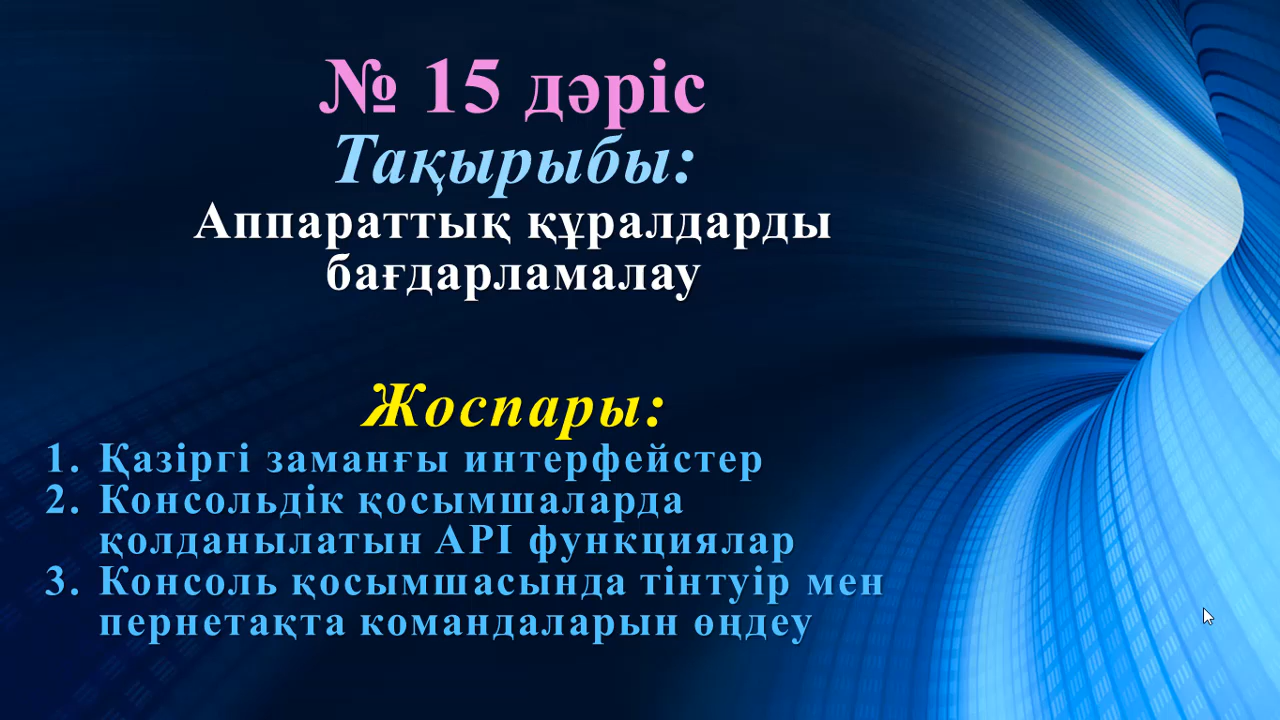 № 15 дәріс
Тақырыбы:
Аппараттық құралдарды
бағдарламалау
Жоспары:
1. Қазіргі заманғы интерфейстер
2. Консольдік қосымшаларда
қолданылатын API функциялар
3. Консоль қосымшасында тінтуір мен
пернетақта командаларын өңдеу